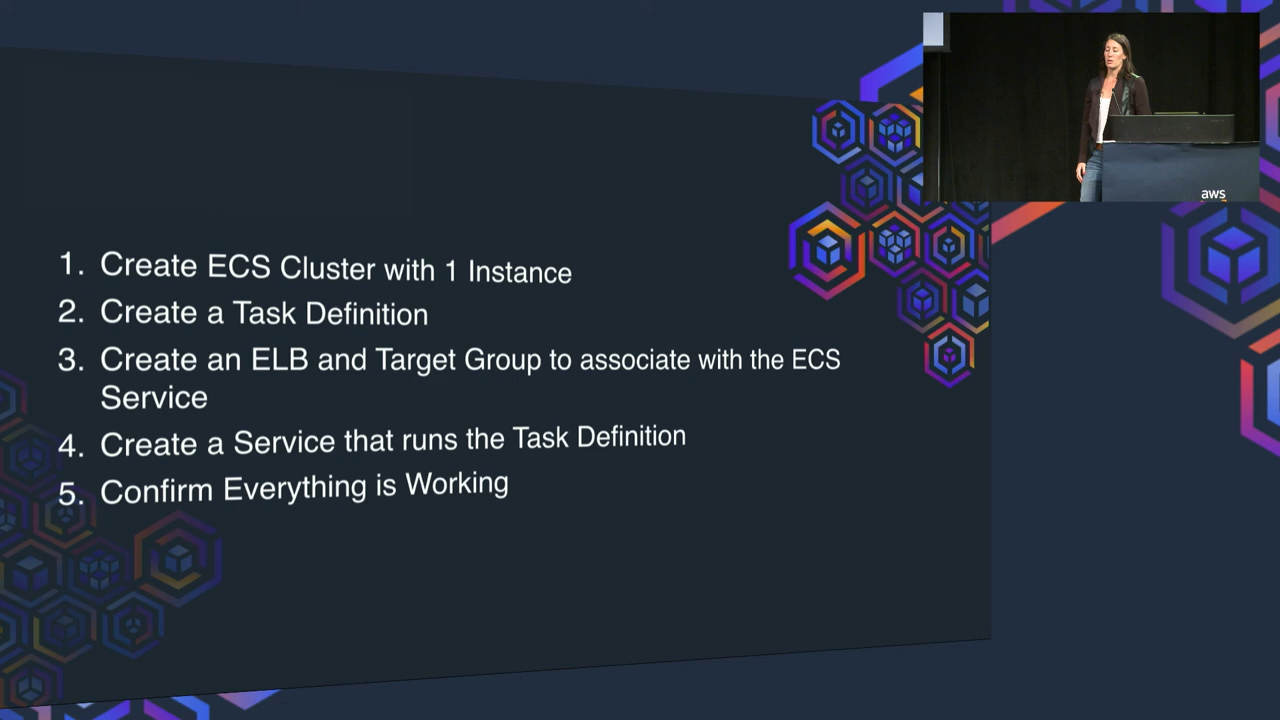 1. Create ECS Cluster with 1 Instance
2. Create a Task Definition
3. Create an ELB and Target Group to associate with the ECS
Service
4. Create a Service that runs the Task Definition
5. Confirm Everything is Working
aws